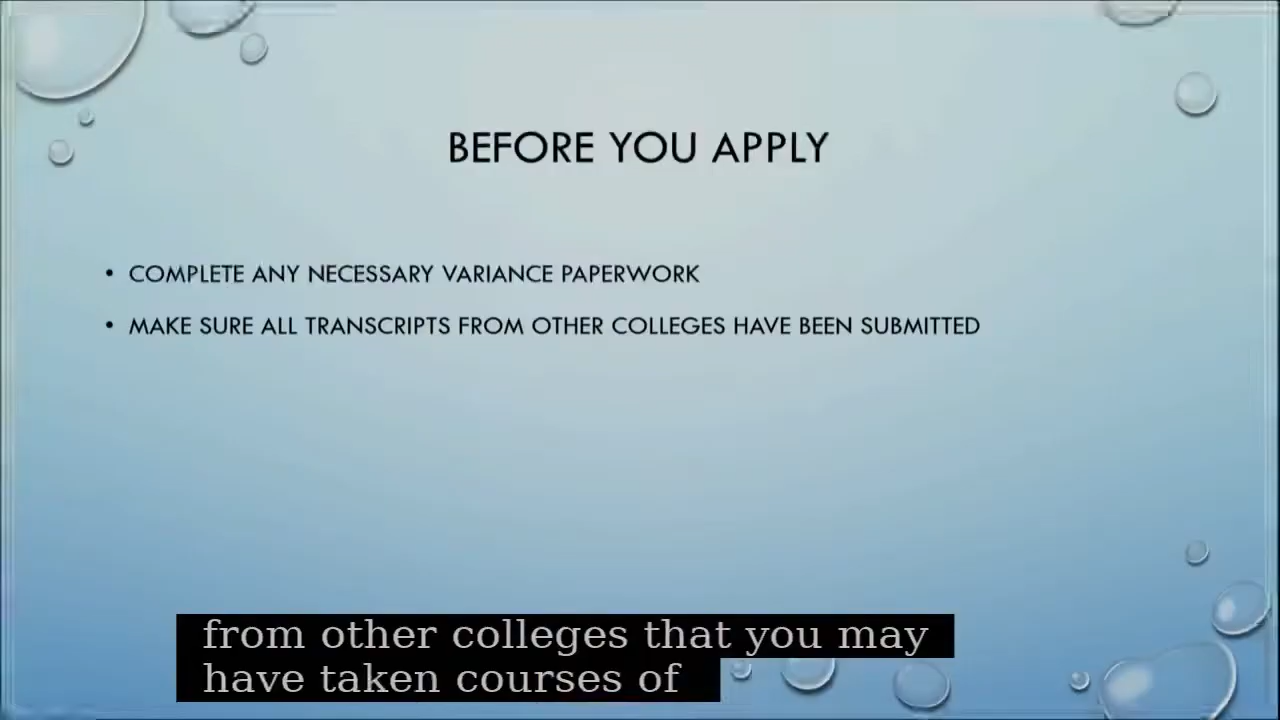 BEFORE YOU APPLY
• COMPLETE ANY NECESSARY VARIANCE PAPERWORK
• MAKE SURE ALL TRANSCRIPTS FROM OTHER COLLEGES HAVE BEEN SUBMITTED
from other colleges that you may
have taken courses of